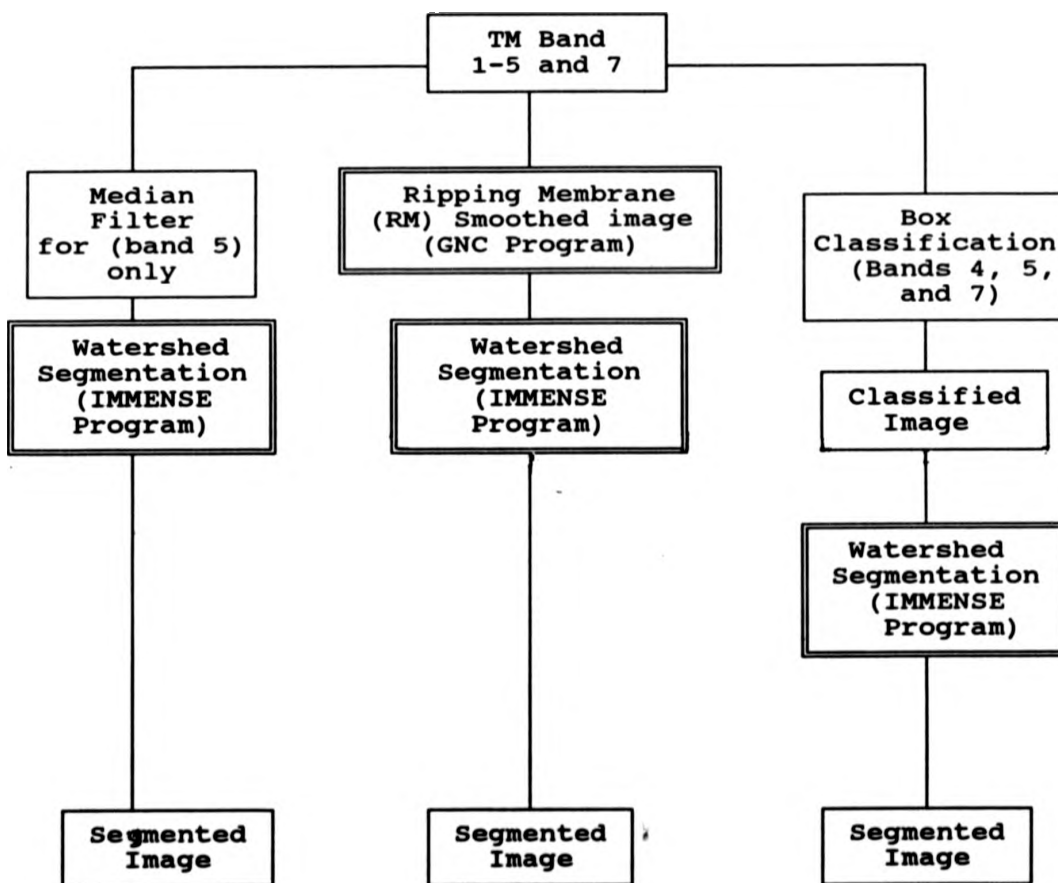 TM Band
1-5 and 7
Median
Filter
for (band 5)
only
Watershed
Segmentation
(IMMENSE
Program)
Segmented
Image
Ripping Membrane
(RM) Smoothed image
(GNC Program)
Watershed
Segmentation
(IMMENSE
Program)
Segmented
Image
Box
Classification
(Bands 4, 5,
and 7)
Classified
Image
Watershed
Segmentation
(IMMENSE
Program)
Segmented
Image